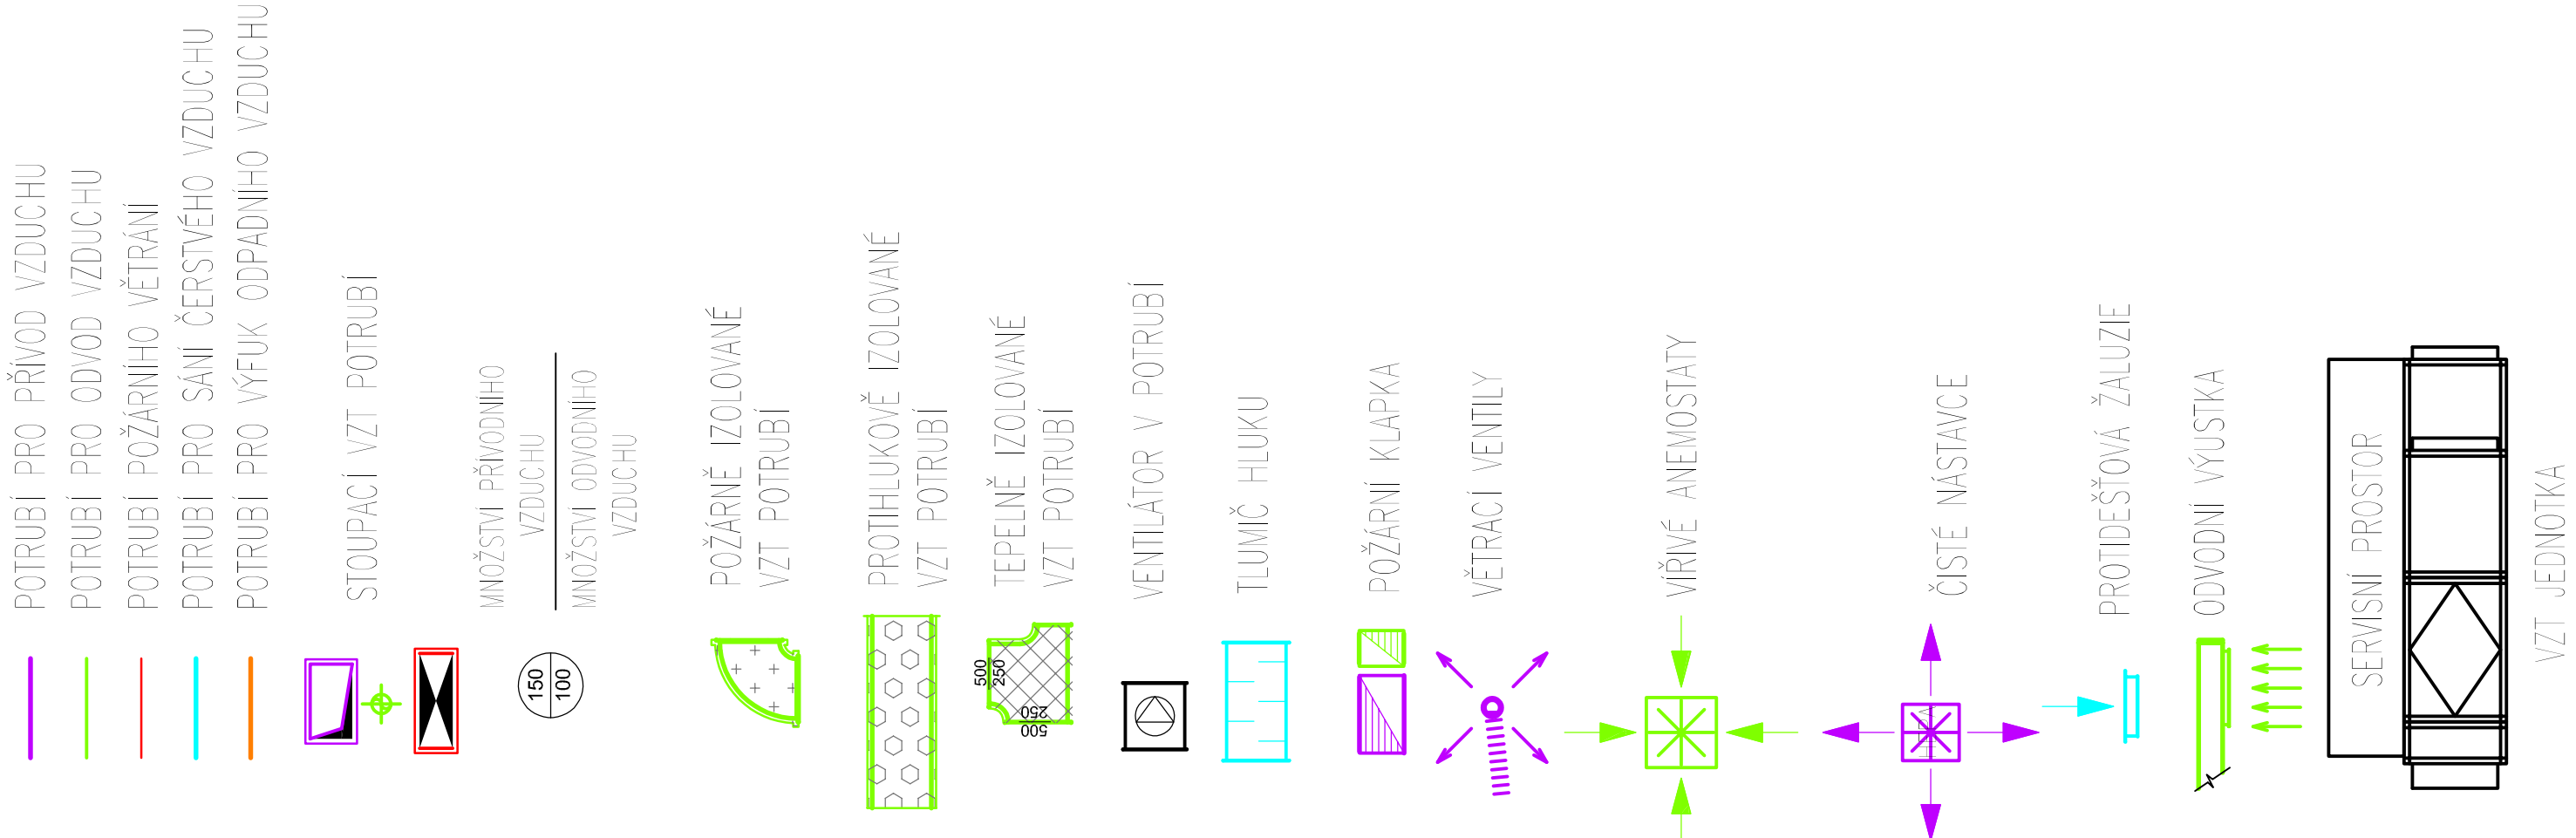 POTRUBÍ PRO PŘÍVOD VZDUCHU
POTRUBÍ PRO ODVOD VZDUCHU
POTRUBÍ POŽÁRNÍHO VĚTRÁNÍ
POTRUBÍ PRO SÁNÍ ČERSTVÉHO VZDUCHU
POTRUBÍ PRO VÝFUK ODPADNÍHO VZDUCHU
STOUPACÍ VZT POTRUBÍ
MNOŽSTVÍ PŘÍVODNÍHO
VZDUCHU
MNOŽSTVÍ ODVODNÍHO
VZDUCHU
150
100
POŽÁRNĚ IZOLOVANÉ
VZT POTRUBÍ
PROTIHLUKOVĚ IZOLOVANÉ
VZT POTRUBÍ
TEPELNĚ IZOLOVANÉ
VZT POTRUBÍ
500
250
250
500
VENTILÁTOR V POTRUBÍ
TLUMIČ HLUKU
POŽÁRNÍ KLAPKA
VĚTRACÍ VENTILY
VÍŘIVÉ ANEMOSTATY
ČISTÉ NÁSTAVCE
PROTIDEŠŤOVÁ ŽALUZIE
ODVODNÍ VÝUSTKA
SERVISNÍ PROSTOR
VZT JEDNOTKA